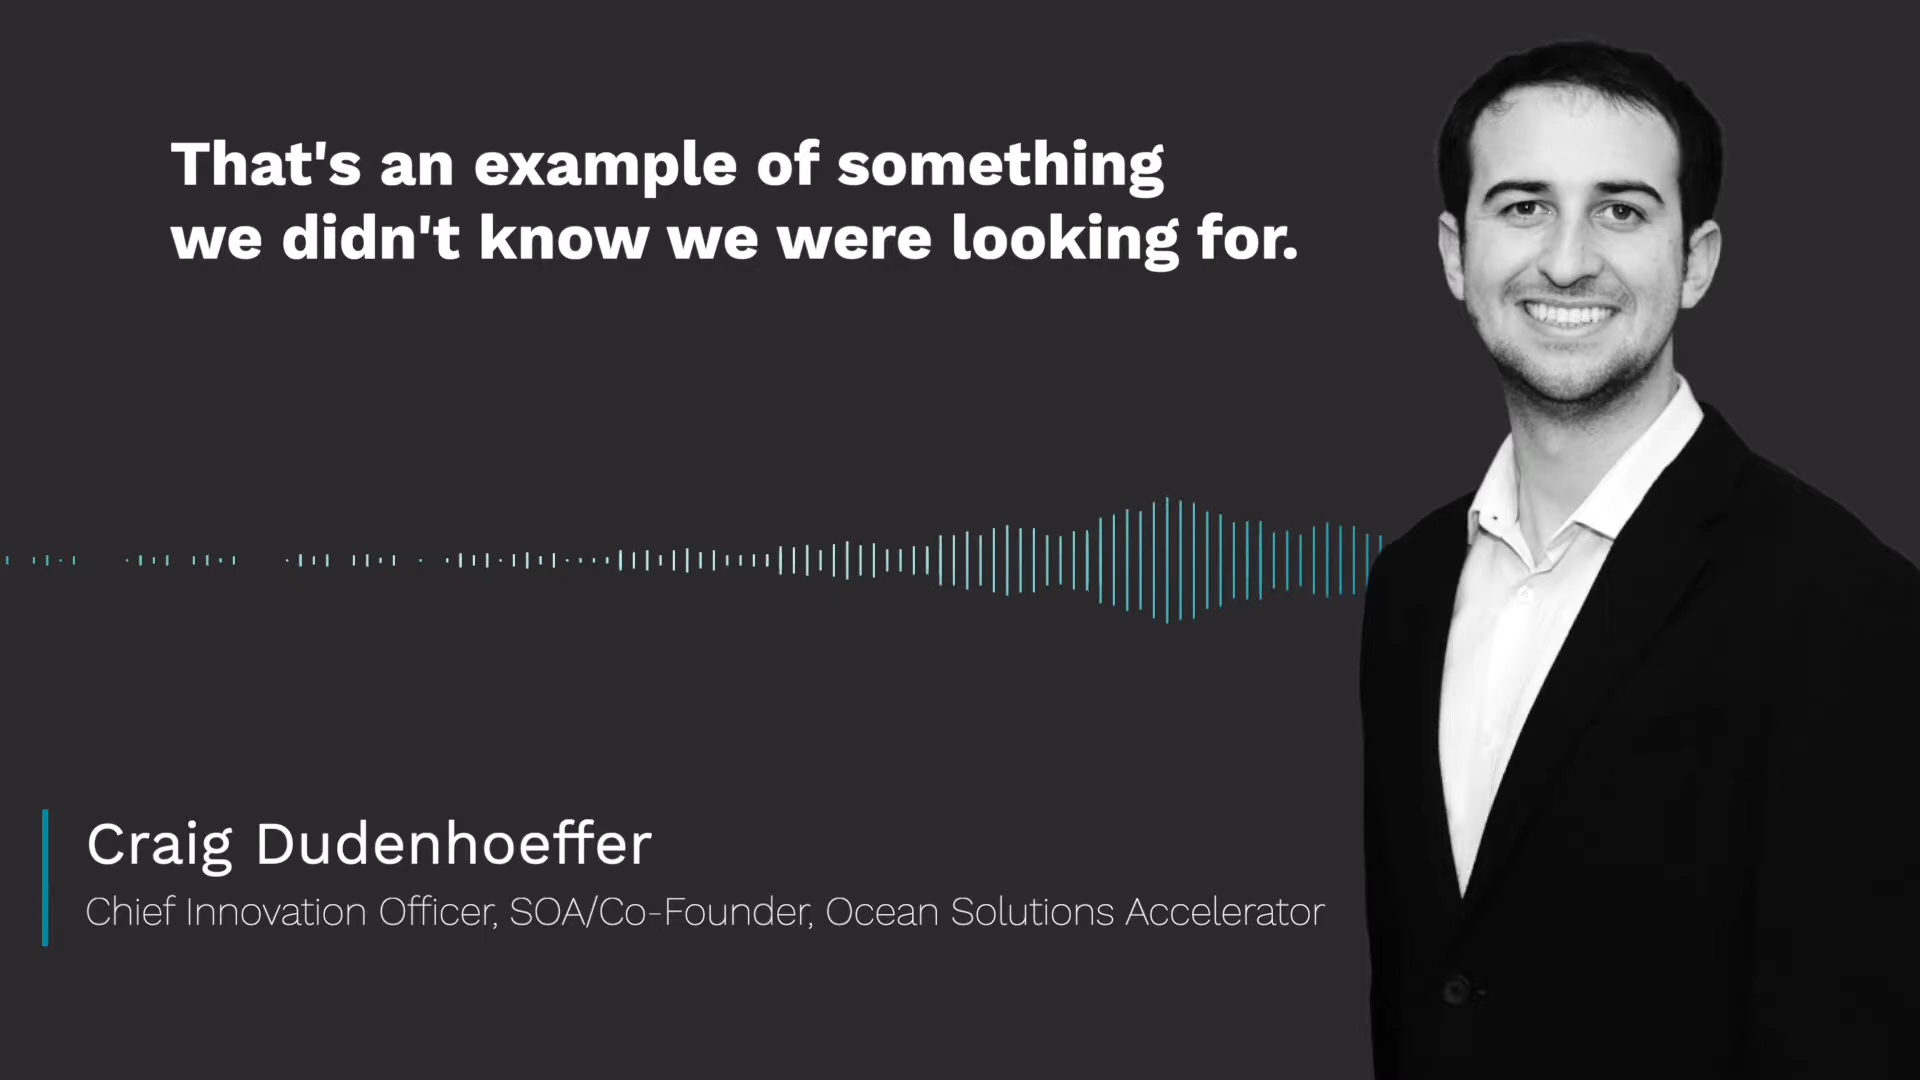 That's an example of something
we didn't know we were looking for.
Craig Dudenhoeffer
Chief Innovation Officer, SOA/Co-Founder, Ocean Solutions Accelerator